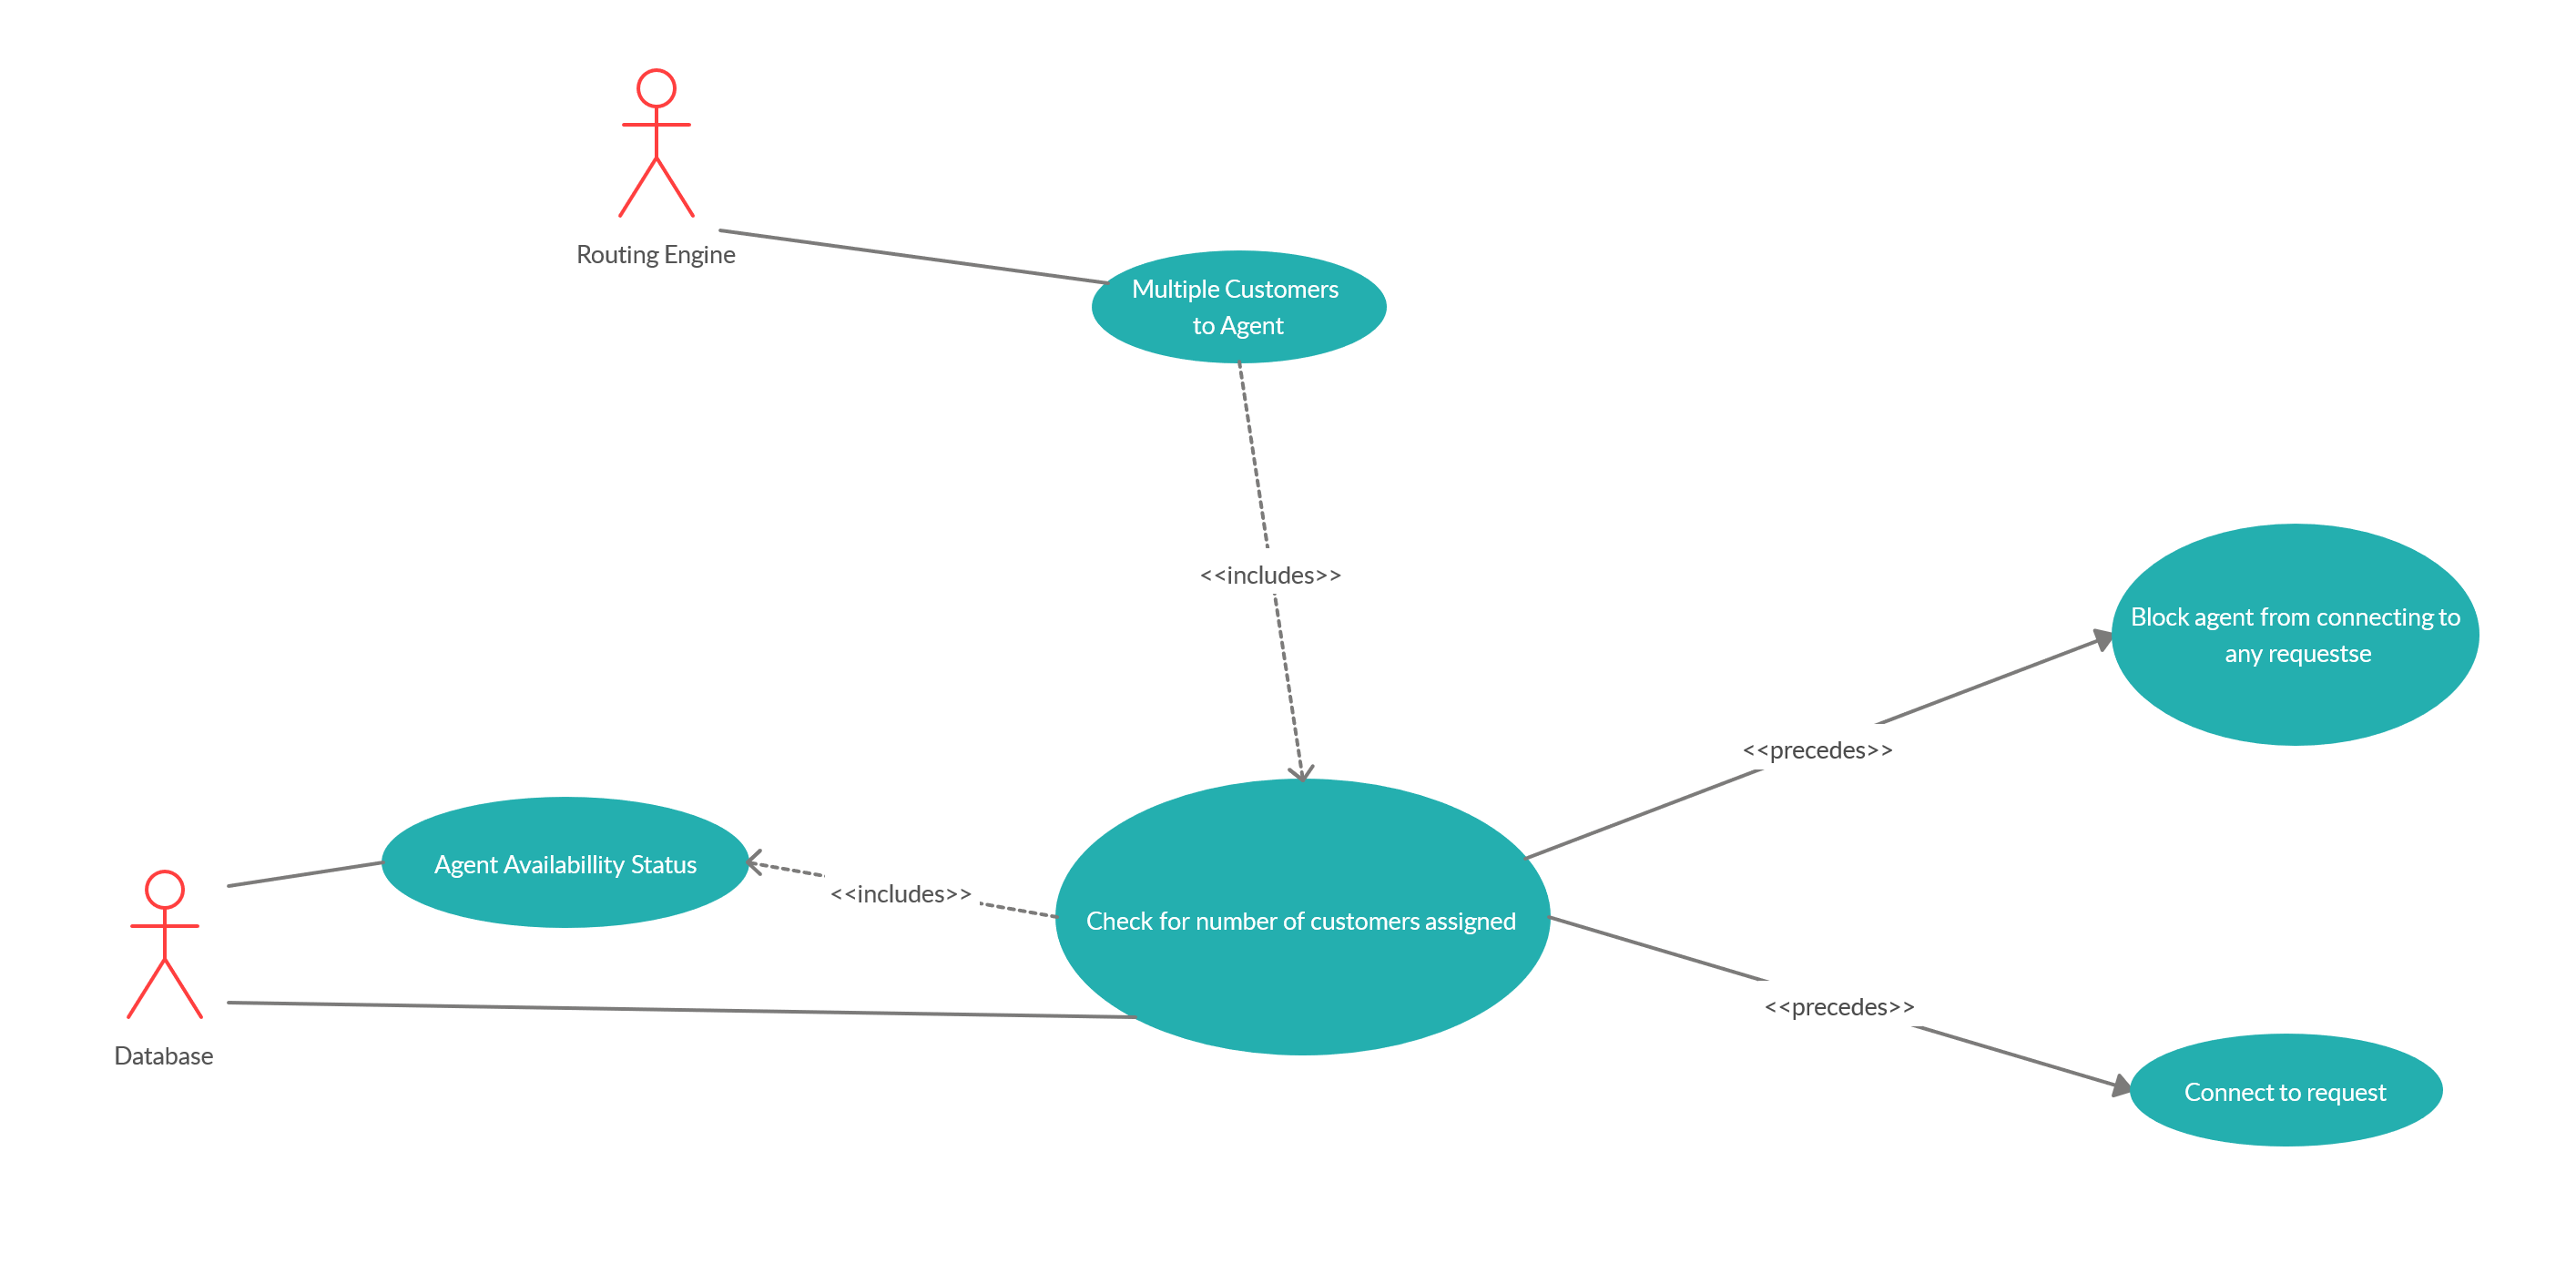 Routing Engine
Multiple Customers
to Agent
<<includes>>
Block agent from connecting to
any requestse
<<precedes>>
Agent Availabillity Status
<<includes>>
Check for number of customers assigned
<<precedes>>
Database
Connect to request